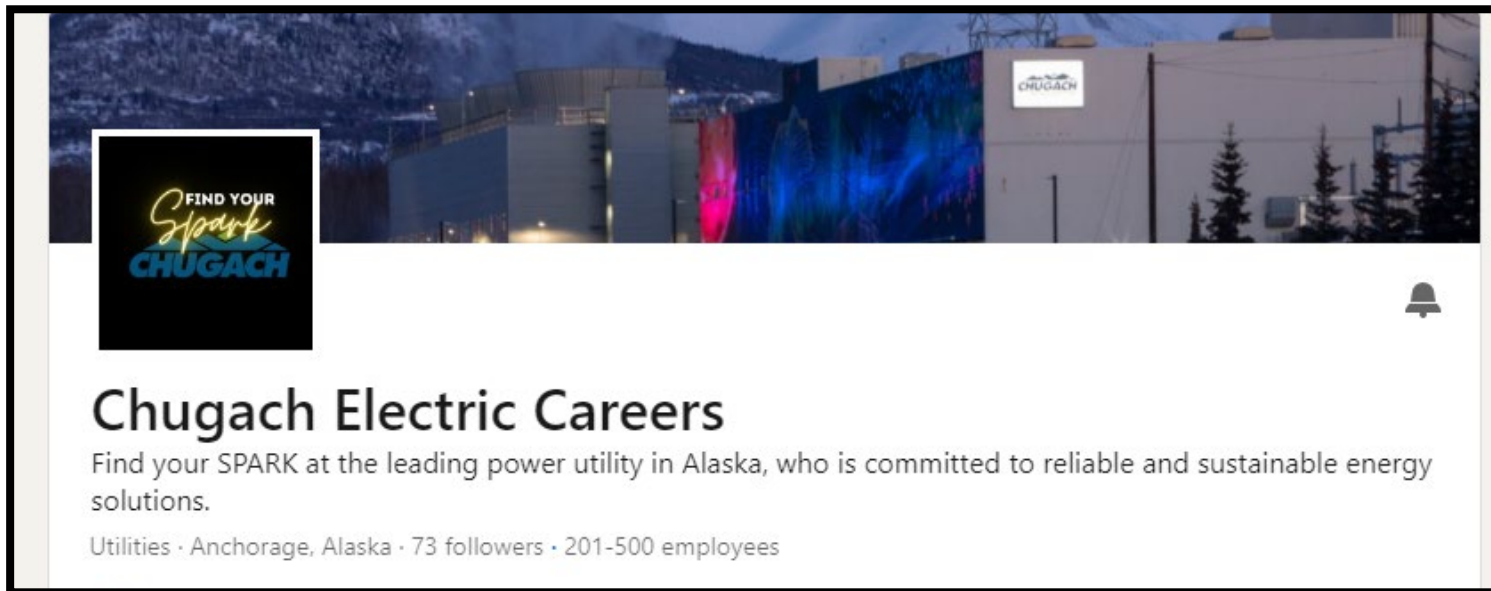 CHUGACH
FIND YOUR
Spark
CHUGACH
Chugach Electric Careers
Find your SPARK at the leading power utility in Alaska, who is committed to reliable and sustainable energy
solutions.
Utilities · Anchorage, Alaska · 73 followers · 201-500 employees